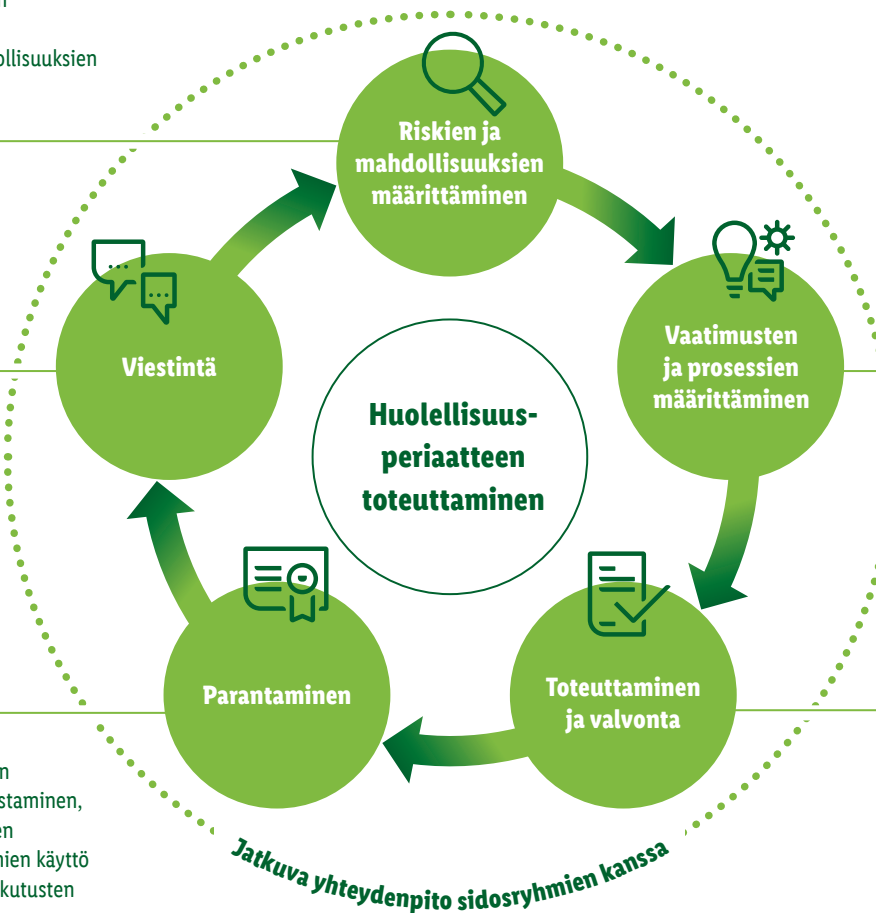 ollisuuksien
Riskien ja
mahdollisuuksien
määrittäminen
Vaatimusten
ja prosessien
määrittäminen
Viestintä
Huolellisuus-
periaatteen
toteuttaminen
Parantaminen
Toteuttaminen
ja valvonta
n
staminen,
en
mien käyttö
kutusten
Jatkuva yhteydenpito sidosryhmien kanssa